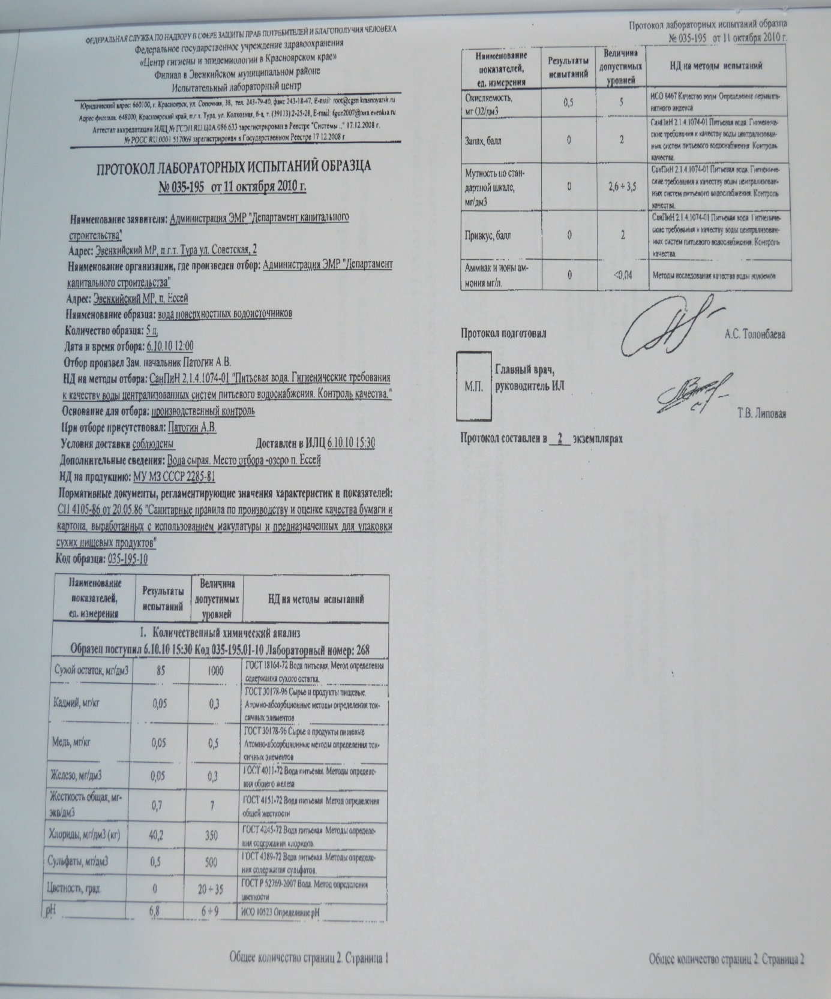 ФЕДЕРАЛЬНАЯ СЛУЖБА ПО НАДЗОРУ В СФЕРЕ ЗАЩИТЫ ПРАВ ПОТРЕБИТЕЛЕЙ И БЛАГОПОЛУЧИЯ ЧЕЛОВЕКА
Федеральное государственное учреждение здравоохранения
«Центр гигиены и эпидемиологии в Красноярском крае»
Филиал в Эвенкийском муниципальном районе
Испытательный лабораторный центр
Юридический адрес: 660100, г. Красноярск, ул. Сопочная, 38, тел. 243-79-40, факс 243-18-47, E-mail: root@cgsn krasnoyarsk.ru
Адрес филиала. 648000, Красноярский край, п.г т. Тура, ул. Колхозная, 6-а, т. (39113) 2-25-28, E-mail: fguz2007@tura evenkia.ru
Аттестат аккредитации ИЛЦ № ГСЭН.RU.ЦОА.086.633 зарегистрирован в Реестре "Системы .," 17.12.2008 г.
№ РОСС RU.0001 517069 зарегистрирован в Государственном Реестре 17 12.2008 г
ПРОТОКОЛ ЛАБОРАТОРНЫХ ИСПЫТАНИЙ ОБРАЗЦА
№ 035-195 от 11 октября 2010 г.
Наименование заявителя: Администрация ЭМР "Департамент капитального
строительства"
Адрес: Эвенкийский МР, п.г.т. Тура ул. Советская, 2
Наименование организации, где произведен отбор: Администрация ЭМР "Департамент
капитального строительства"
Адрес: Эвенкийский МР, п. Ессей
Наименование образца: вода поверхностных водоисточников
Количество образца: 5 л.
Дата и время отбора: 6.10.10 12:00
Отбор произвел Зам. начальник Патогин А.В.
НД на методы отбора: СанПиН 2.1.4.1074-01 "Питьевая вода. Гигиенические требования
к качеству воды централизованных систем питьевого водоснабжения. Контроль качества."
Основание для отбора: производственный контроль
При отборе присутствовал: Патогин А.В.
Условия доставки соблюдены Доставлен в ИЛЦ 6.10.10 15:30
Дополнительные сведения: Вода сырая. Место отбора -озеро п. Ессей
НД на продукцию: МУ МЗ СССР 2285-81
Нормативные документы, регламентирующие значения характеристик и показателей:
СП 4105-86 от 20.05.86 "Санитарные правила по производству и оценке качества бумаги и
картона, выработанных с использованием макулатуры и предназначенных для упаковки
сухих пищевых продуктов"
Код образца: 035-195-10
Наименование показателей, ед. измерения Результаты испытаний Величина допустимых уровней НД на методы испытаний
I. Количественный химический анализ
Образец поступил 6.10.10 15:30 Код 035-195.01-10 Лабораторный номер: 268
Сухой остаток, мг/дм3 85 1000 ГОСТ 18164-72 Вода питьевая. Метод определения
содержания сухого остатка.
Кадмий, мг/кг 0,05 0,3 ГОСТ 30178-96 Сырье и продукты пищевые.
Атомно-абсорбционные методы определения ток-
сичных элементов
Медь, мг/кг 0,05 0,5 ГОСТ 30178-96 Сырье и продукты пищевые
Атомно-абсорбционные методы определения ток-
сичных элементов
Железо, мг/дм3 0,05 0,3 ГОСТ 4011-72 Вода питьевая. Методы определе-
ния общего железа
Жесткость общая, мг- 0,7 7 ГОСТ 4151-72 Вода питьевая Метод определения
экв/дм3 общей жесткости
Хлориды, мг/дм3 (кг) 40,2 350 ГОСТ 4245-72 Вода питьевая Методы определе-
ния содержания хлоридов.
Сульфаты, мг/дм3 0,5 500 ГОСТ 4389-72 Вода питьевая. Методы определе-
ния содержания сульфатов.
Цветность, град. 0 20 ÷ 35 ГОСТ Р 52769-2007 Вода. Метод определения
цветности
pH 6,8 6 ÷ 9 ИСО 10523 Определение pH
Общее количество страниц 2. Страница 1
Протокол лабораторных испытаний образца
№ 035-195 от 11 октября 2010 г.
Наименование показателей, ед. измерения Результаты испытаний Величина допустимых уровней НД на методы испытаний
Окисляемость, 0,5 5 ИСО 8467 Качество воды Определение перманга-
мг O2/дм3 натного индекса
Запах, балл 0 2 СанПиН 2.1.4.1074-01 Питьевая вода. Гигиениче-
ские требования к качеству воды централизован-
ных систем питьевого водоснабжения Контроль
качества.
Мутность по стан- 0 2,6 ÷ 3,5 СанПиН 2.1.4.1074-01 Питьевая вода. Гигиениче-
дартной шкале, ские требования к качеству воды централизован-
мг/дм3 ных систем питьевого водоснабжения. Контроль
качества.
Привкус, балл 0 2 СанПиН 2.1.4.1074-01 Питьевая вода Гигиениче-
ские требования к качеству воды централизован-
ных систем питьевого водоснабжения. Контроль
качества.
Аммиак и ионы ам- 0 <0,04 Методы исследования качества воды водоемов
мония мг/л.
Протокол подготовил А.С. Толонбаева
М.П. Главный врач,
руководитель ИЛ
Т.В. Липовая
Протокол составлен в 2 экземплярах
Общее количество страниц 2. Страница 2